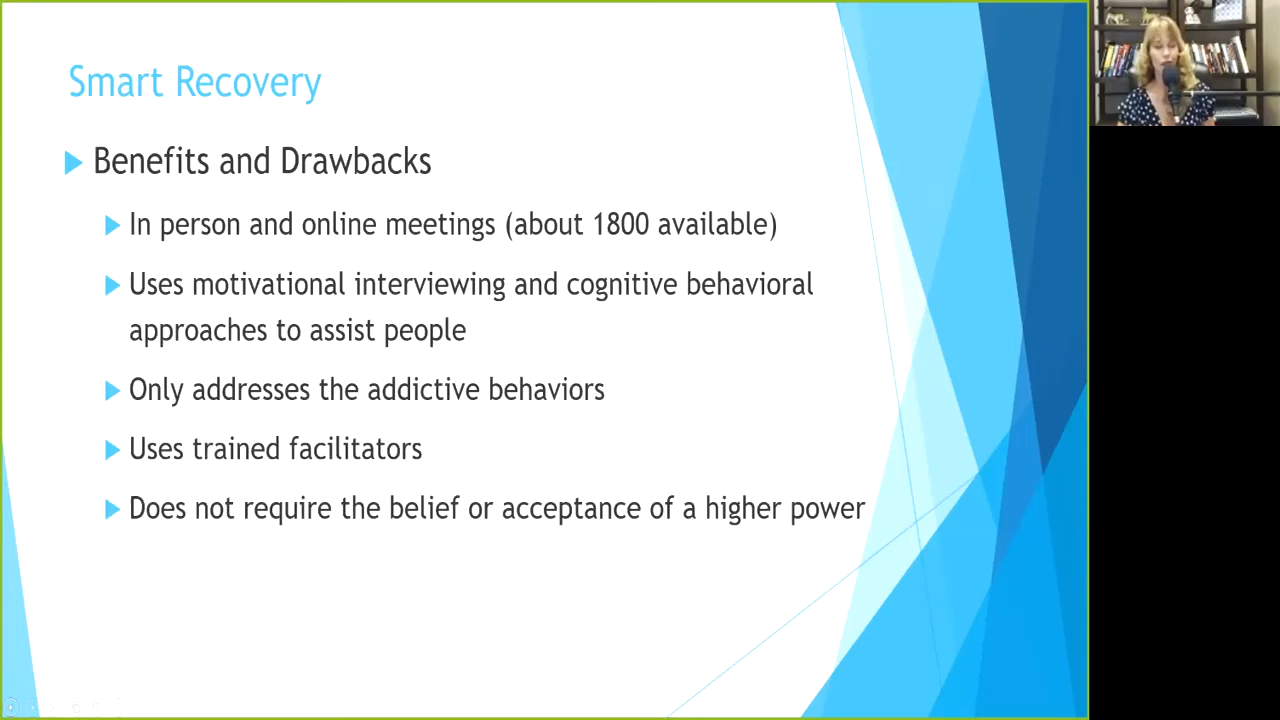 Smart Recovery
Benefits and Drawbacks
In person and online meetings (about 1800 available)
Uses motivational interviewing and cognitive behavioral
approaches to assist people
Only addresses the addictive behaviors
Uses trained facilitators
Does not require the belief or acceptance of a higher power